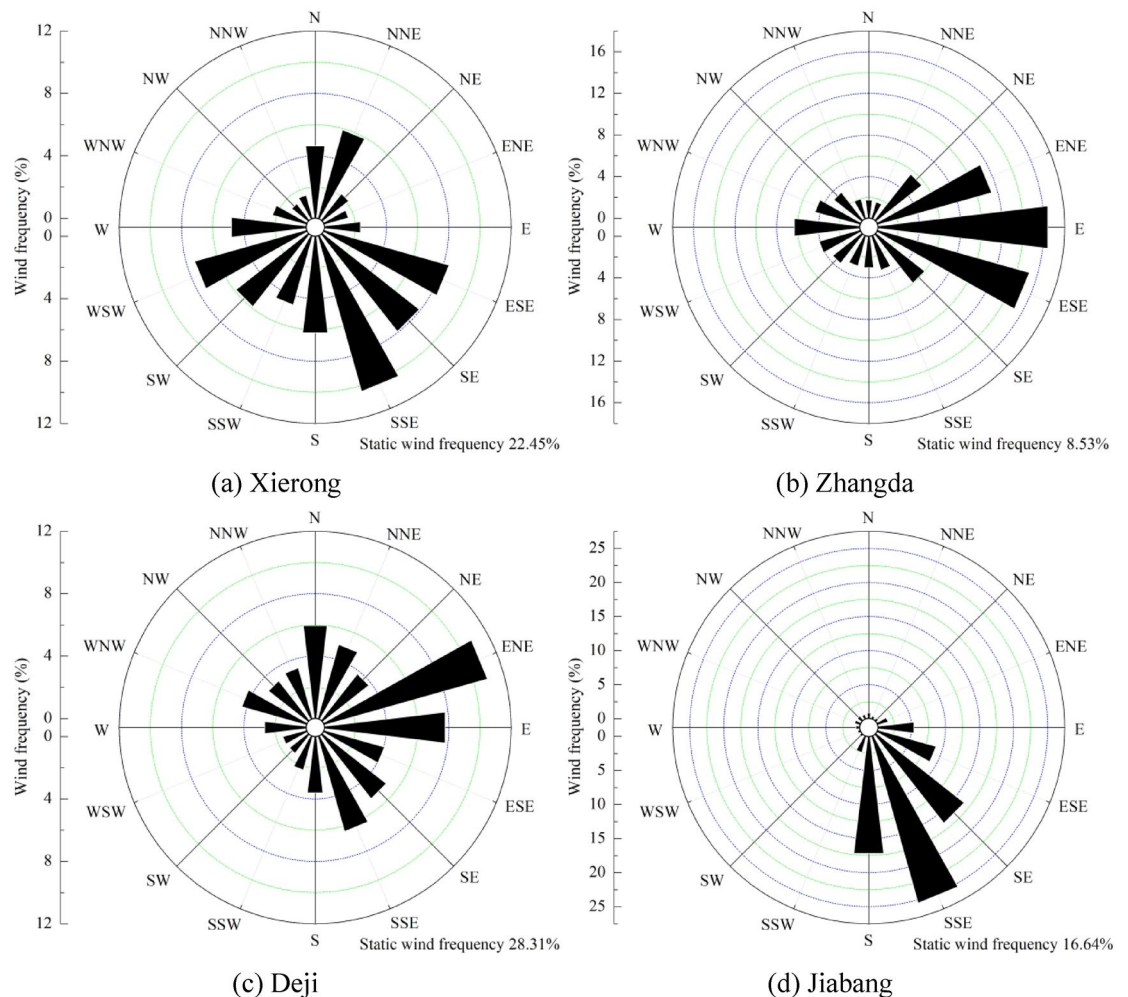 N
NNE
NE
ENE
E
ESE
SE
SSE
S
SSW
SW
WSW
W
WNW
NW
NNW
12
8
4
0
0
4
8
12
Wind frequency (%)
Static wind frequency 22.45%
(a) Xierong
N
NNE
NE
ENE
E
ESE
SE
SSE
S
SSW
SW
WSW
W
WNW
NW
NNW
16
12
8
4
0
0
4
8
12
16
Wind frequency (%)
Static wind frequency 8.53%
(b) Zhangda
N
NNE
NE
ENE
E
ESE
SE
SSE
S
SSW
SW
WSW
W
WNW
NW
NNW
12
8
4
0
0
4
8
12
Wind frequency (%)
Static wind frequency 28.31%
(c) Deji
N
NNE
NE
ENE
E
ESE
SE
SSE
S
SSW
SW
WSW
W
WNW
NW
NNW
25
20
15
10
5
0
0
5
10
15
20
25
Wind frequency (%)
Static wind frequency 16.64%
(d) Jiabang